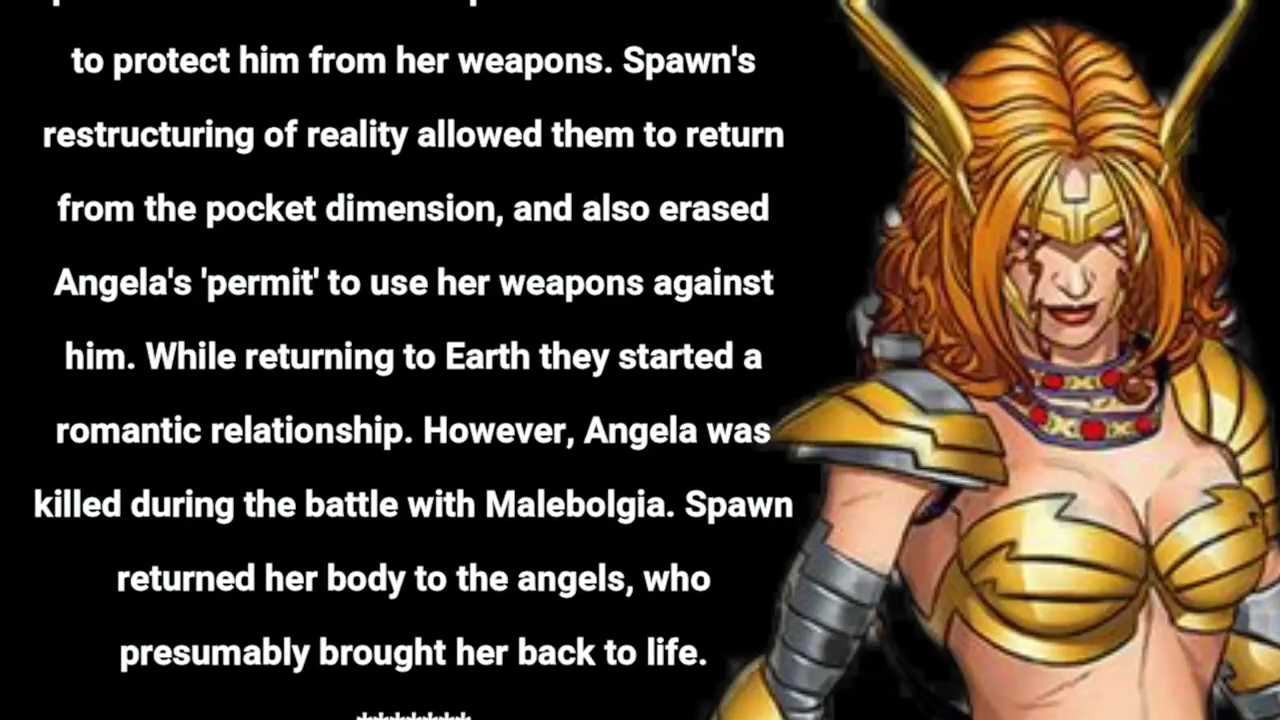 to protect him from her weapons. Spawn's
restructuring of reality allowed them to return
from the pocket dimension, and also erased
Angela's 'permit' to use her weapons against
him. While returning to Earth they started a
romantic relationship. However, Angela was
killed during the battle with Malebolgia. Spawn
returned her body to the angels, who
presumably brought her back to life.